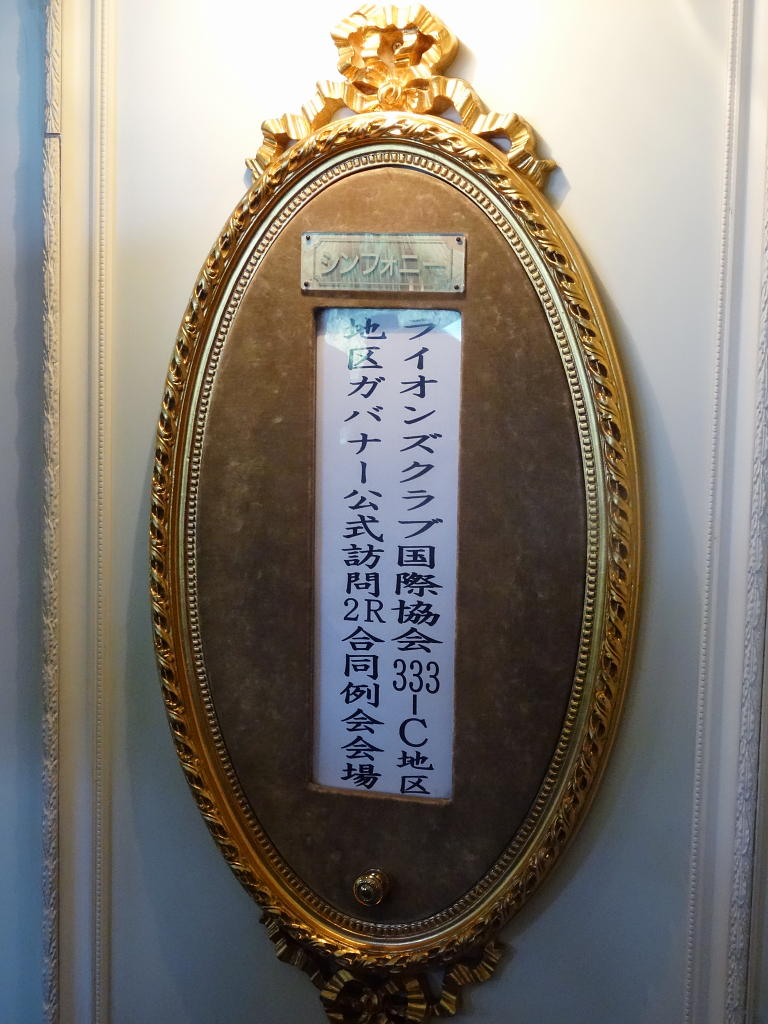 シンフォニー
ライオンズクラブ国際協会333-C地区
地区ガバナー公式訪問2R合同例会会場